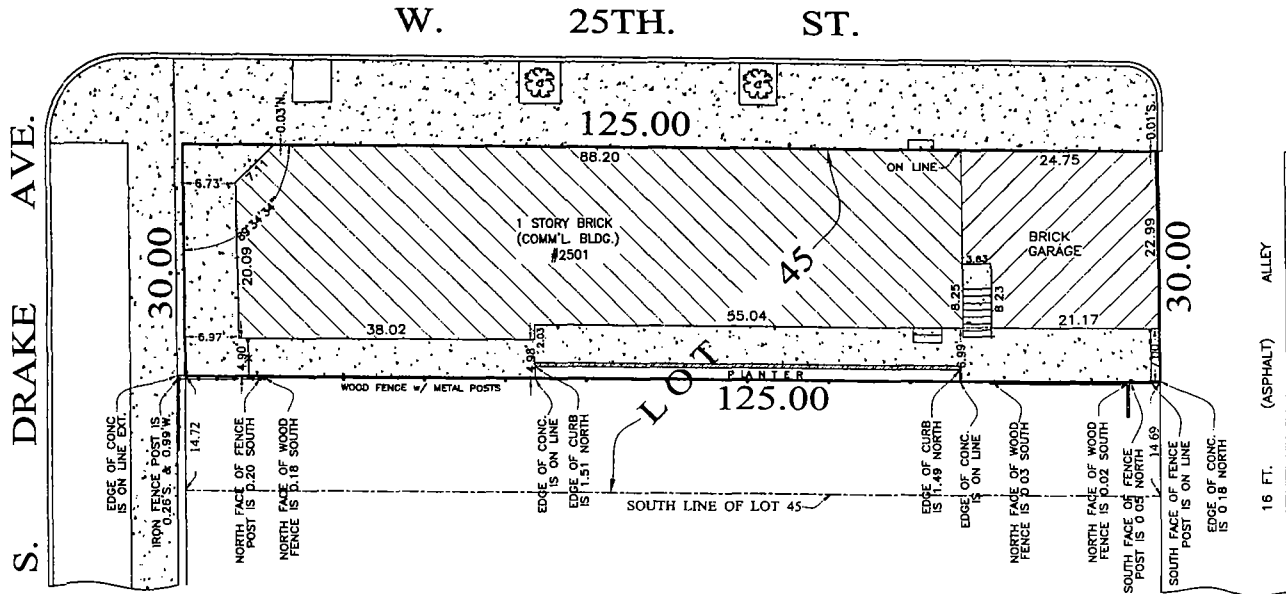 W. 25TH. ST.
S. DRAKE AVE.
0.03'N.
125.00
0.01'S.
88.20
ON LINE
24.75
7.17
6.73'
89°34'34"
20.09
30.00
1 STORY BRICK
(COMM'L. BLDG.)
#2501
45
BRICK
GARAGE
22.99
30.00
3.83
8.25
8.23
55.04
38.02
21.17
6.97'
4.90'
2.03
4.98'
7.00'
WOOD FENCE W/ METAL POSTS
PLANTER
LOT
125.00
EDGE OF CONC.
IS ON LINE EXT.
IRON FENCE POST IS
0.25'S. & 0.99'W.
14.72
NORTH FACE OF FENCE
POST IS 0.20 SOUTH
NORTH FACE OF WOOD
FENCE IS 0.18 SOUTH
EDGE OF CONC.
IS ON LINE
EDGE OF CURB
IS 1.51 NORTH
SOUTH LINE OF LOT 45
EDGE OF CURB
IS 1.49 NORTH
EDGE OF CONC.
IS ON LINE
NORTH FACE OF WOOD
FENCE IS 0.03 SOUTH
NORTH FACE OF WOOD
FENCE IS 0.02 SOUTH
SOUTH FACE OF FENCE
POST IS 0.05 NORTH
14.69
SOUTH FACE OF FENCE
POST IS ON LINE
EDGE OF CONC.
IS 0.18 NORTH
16 FT. (ASPHALT) ALLEY